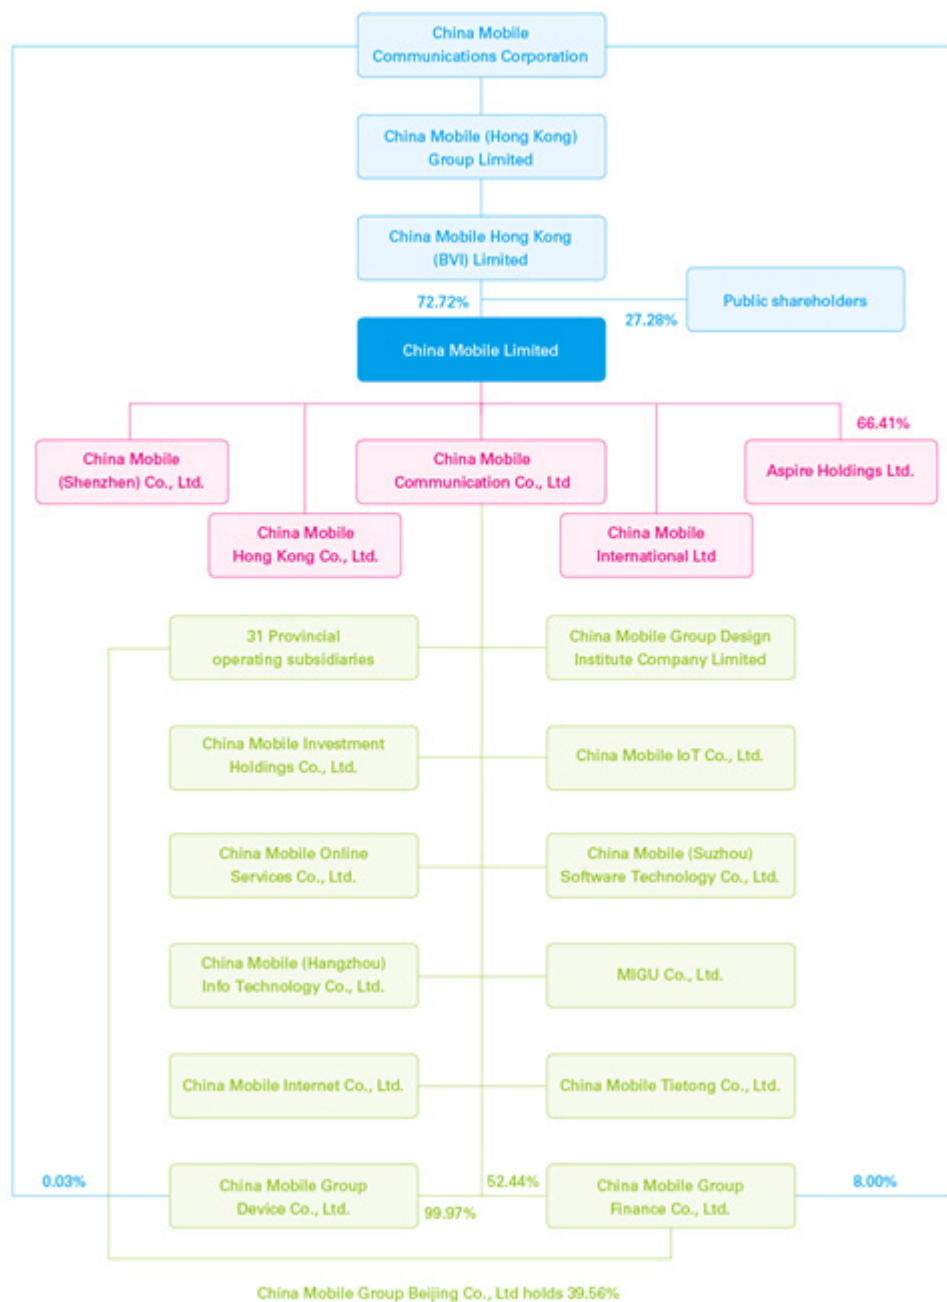 China Mobile
Communications Corporation
China Mobile (Hong Kong)
Group Limited
China Mobile Hong Kong
(BVI) Limited
72.72%
Public shareholders
27.28%
China Mobile Limited
66.41%
China Mobile
(Shenzhen) Co., Ltd.
China Mobile
Communication Co., Ltd
Aspire Holdings Ltd.
China Mobile
Hong Kong Co., Ltd.
China Mobile
International Ltd
31 Provincial
operating subsidiaries
China Mobile Group Design
Institute Company Limited
China Mobile Investment
Holdings Co., Ltd.
China Mobile IoT Co., Ltd.
China Mobile Online
Services Co., Ltd.
China Mobile (Suzhou)
Software Technology Co., Ltd.
China Mobile (Hangzhou)
Info Technology Co., Ltd.
MIGU Co., Ltd.
China Mobile Internet Co., Ltd.
China Mobile Tietong Co., Ltd.
0.03%
China Mobile Group
Device Co., Ltd.
99.97%
52.44%
China Mobile Group
Finance Co., Ltd.
8.00%
China Mobile Group Beijing Co., Ltd holds 39.56%